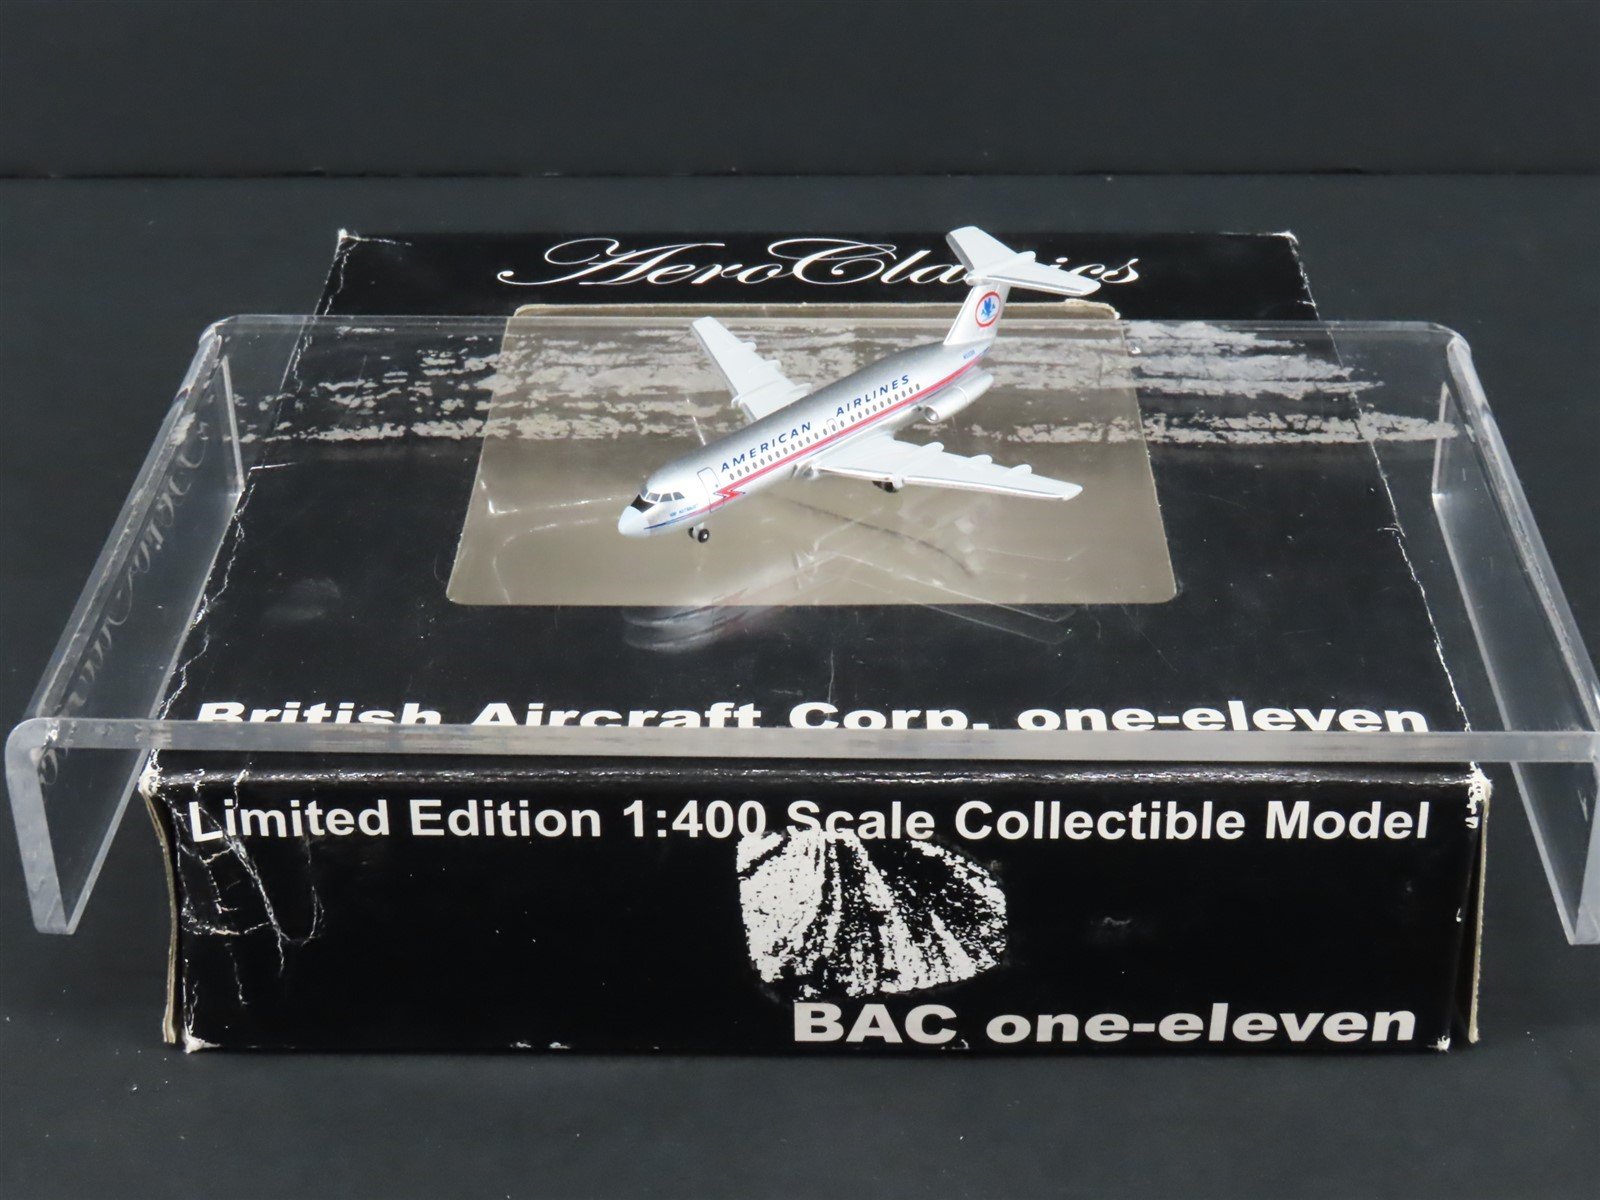 AeroClassics
AMERICAN AIRLINES
British Aircraft Corp. one-eleven
Limited Edition 1:400 Scale Collectible Model
BAC one-eleven